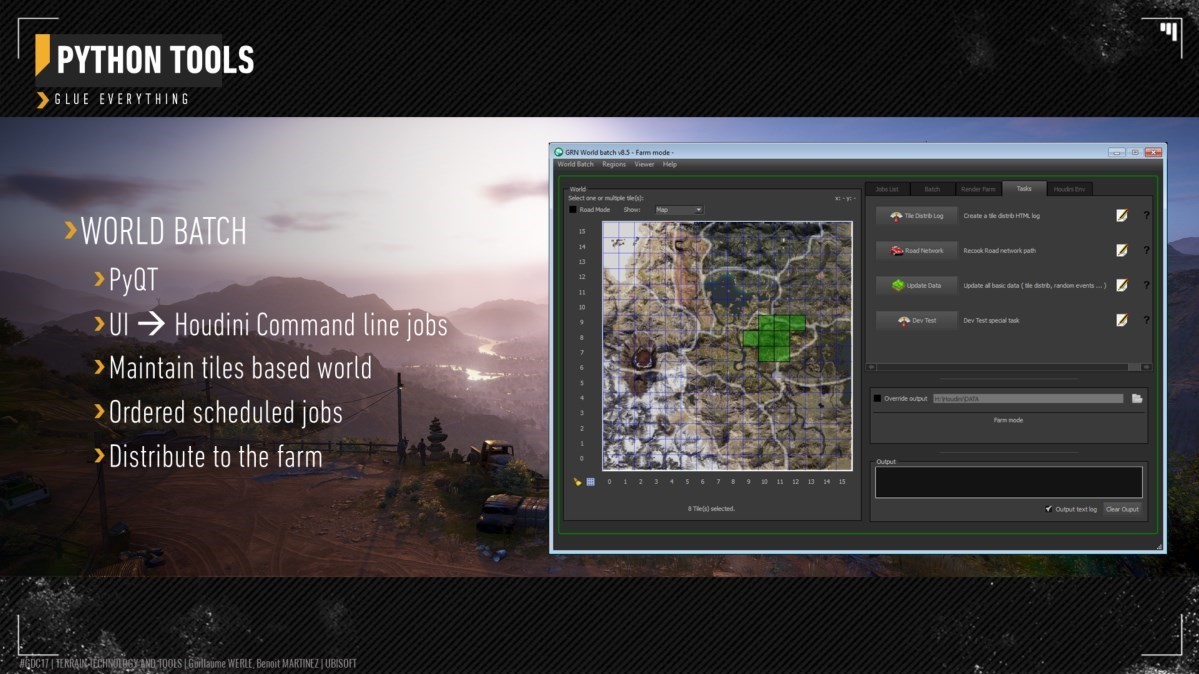 PYTHON TOOLS
GLUE EVERYTHING
WORLD BATCH
PyQT
UI → Houdini Command line jobs
Maintain tiles based world
Ordered scheduled jobs
Distribute to the farm
GRN World batch v8.5 - Farm mode -
World Batch Regions Viewer Help
World
Select one or multiple tile(s):
x: - y: -
Road Mode Show: Map
15
14
13
12
11
10
9
8
7
6
5
4
3
2
1
0
0 1 2 3 4 5 6 7 8 9 10 11 12 13 14 15
8 Tile(s) selected.
Jobs List Batch Render Farm Tasks Houdini Env
Tile Distrib Log Create a tile distrib HTML log ?
Road Network Recook Road network path ?
Update Data Update all basic data ( tile distrib, random events ... ) ?
Dev Test Dev Test special task ?
Override output
Farm mode
Output
Output text log Clear Ouput
#GDC17 | TERRAIN TECHNOLOGY AND TOOLS | Guillaume WERLE, Benoit MARTINEZ | UBISOFT